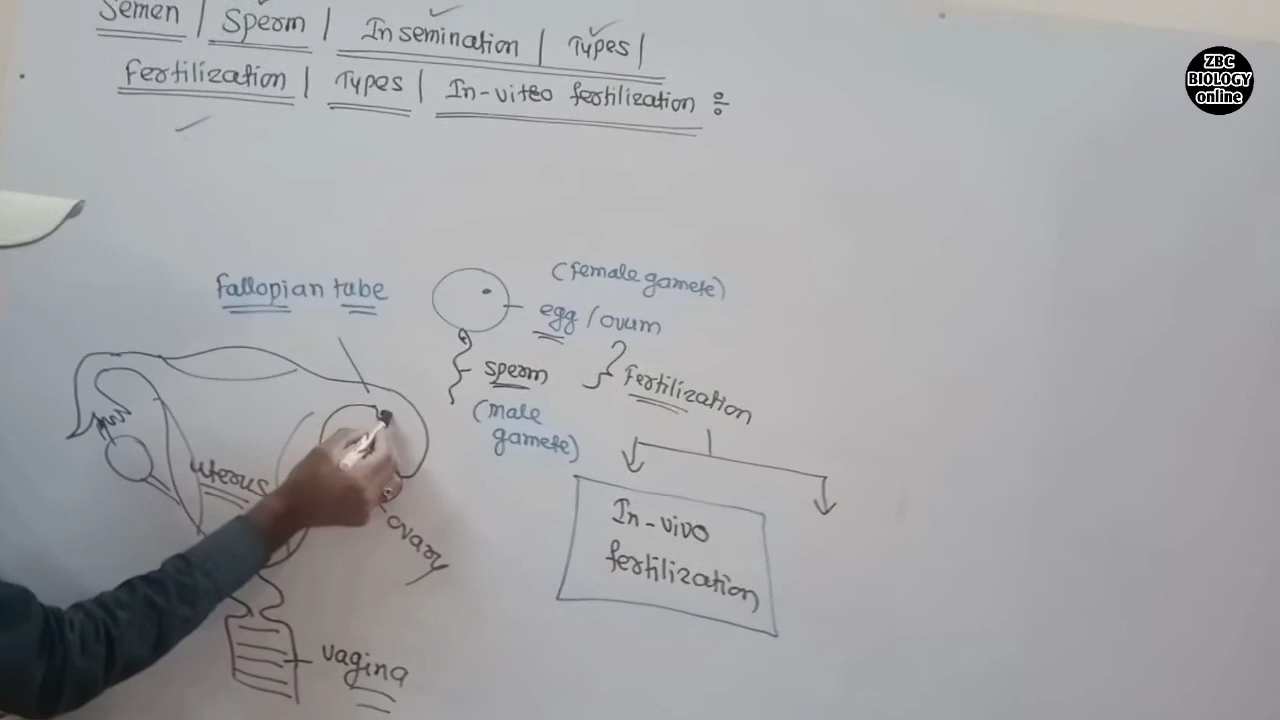 Semen | Sperm | Insemination | Types |
Fertilization | Types | In-vitro fertilization :
ZBC
BIOLOGY
online
fallopian tube
(female gamete)
egg / ovum
sperm
(male
gamete)
Fertilization
uterus
ovary
In-vivo
fertilization
vagina